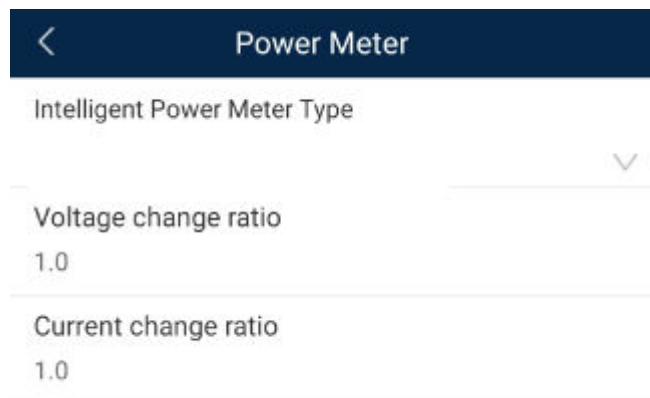 Power Meter
Intelligent Power Meter Type
Voltage change ratio
1.0
Current change ratio
1.0